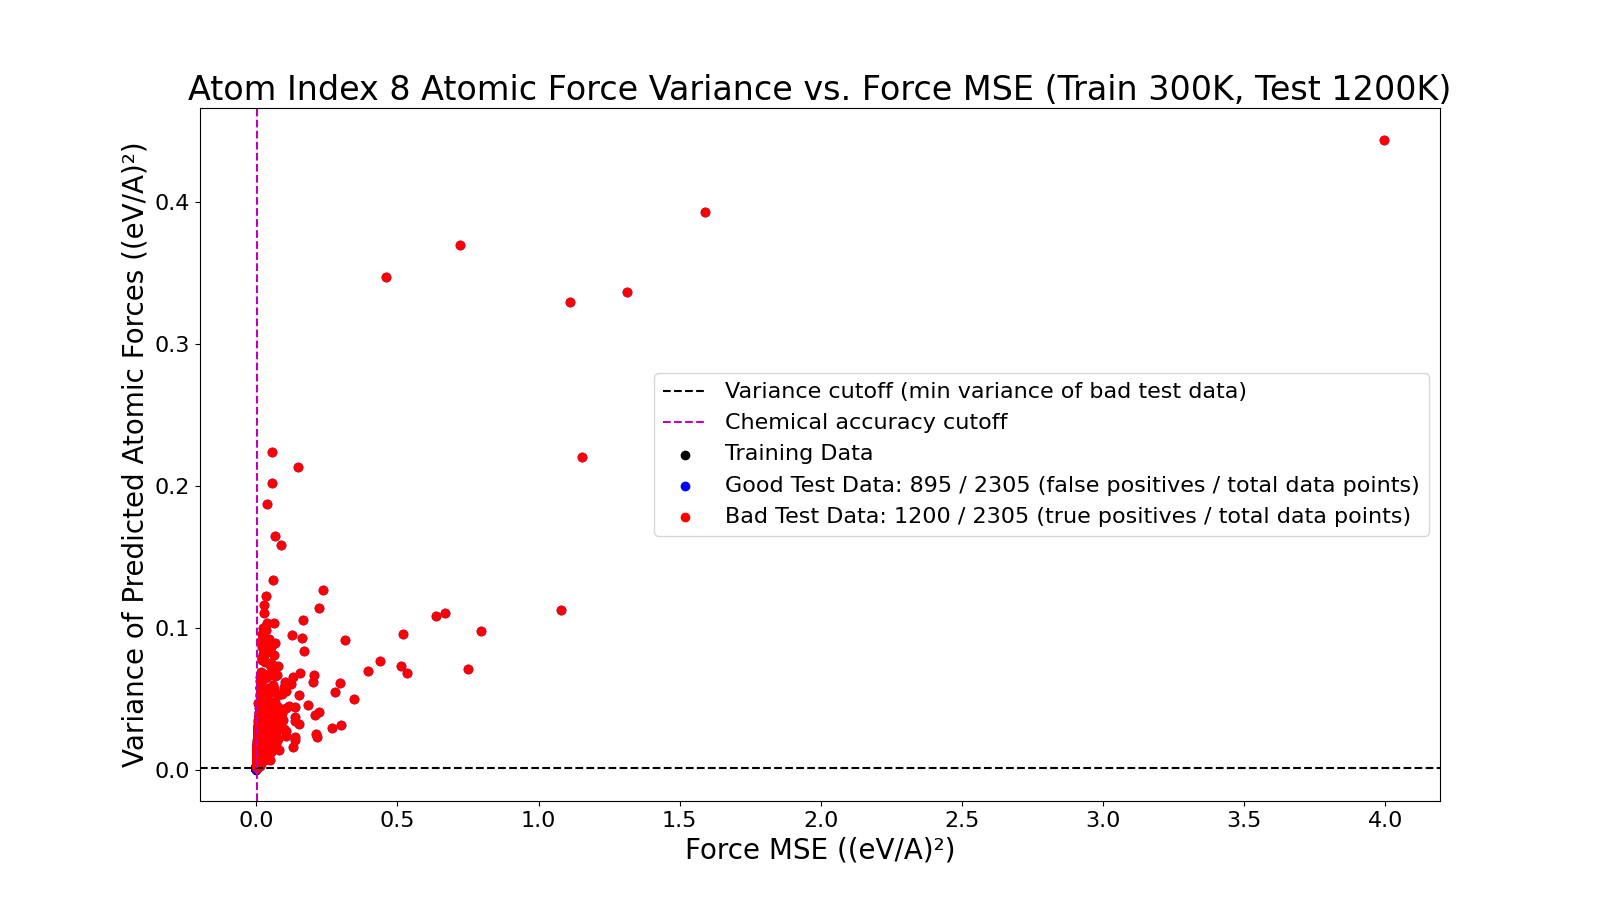 Atom Index 8 Atomic Force Variance vs. Force MSE (Train 300K, Test 1200K)
Variance of Predicted Atomic Forces ((eV/A)²)
0.4
0.3
0.2
0.1
0.0
Variance cutoff (min variance of bad test data)
Chemical accuracy cutoff
Training Data
Good Test Data: 895 / 2305 (false positives / total data points)
Bad Test Data: 1200 / 2305 (true positives / total data points)
0.0 0.5 1.0 1.5 2.0 2.5 3.0 3.5 4.0
Force MSE ((eV/A)²)